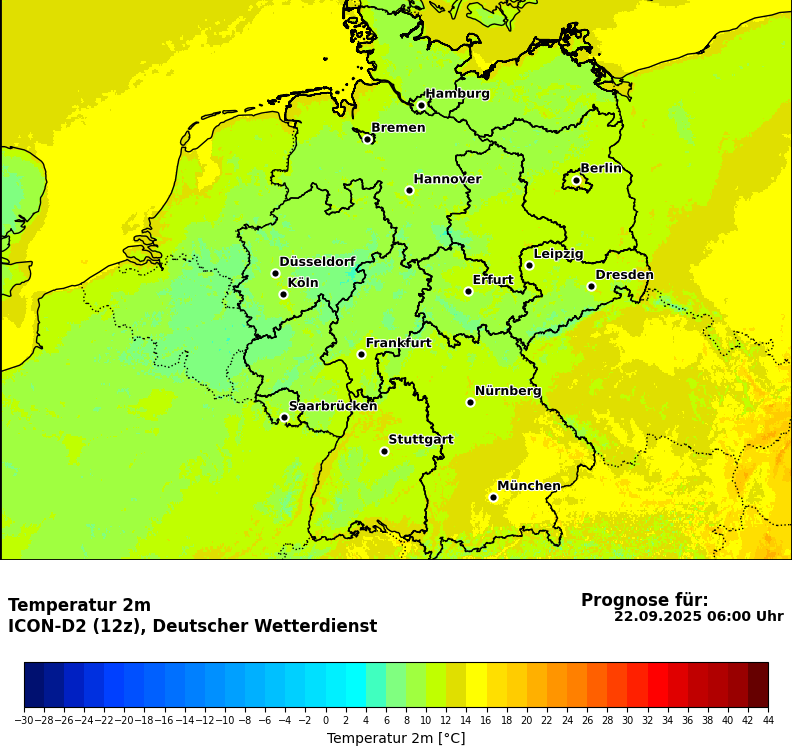 Hamburg
Bremen
Berlin
Hannover
Leipzig
Düsseldorf
Dresden
Köln
Erfurt
Frankfurt
Nürnberg
Saarbrücken
Stuttgart
München
Temperatur 2m
ICON-D2 (12z), Deutscher Wetterdienst
Prognose für:
22.09.2025 06:00 Uhr
−30 −28 −26 −24 −22 −20 −18 −16 −14 −12 −10 −8 −6 −4 −2 0 2 4 6 8 10 12 14 16 18 20 22 24 26 28 30 32 34 36 38 40 42 44
Temperatur 2m [°C]